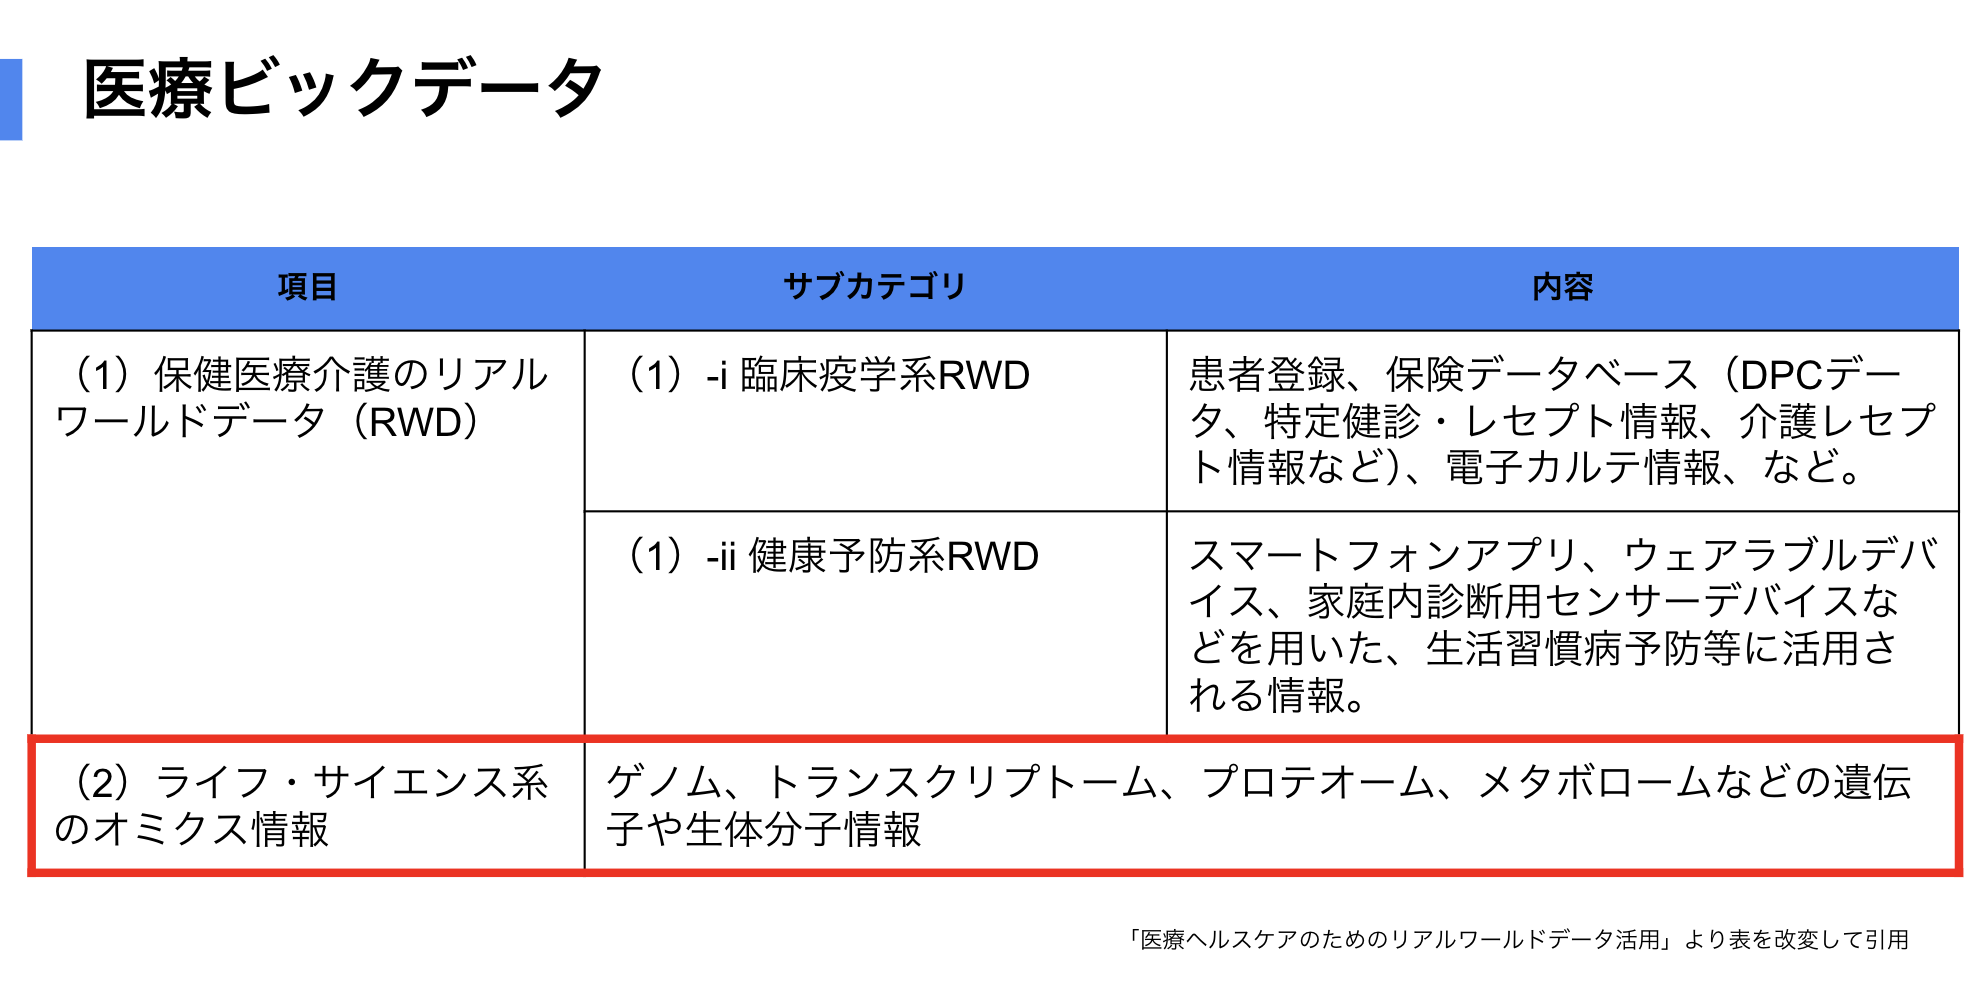 医療ビックデータ
項目
サブカテゴリ
内容
（1）保健医療介護のリアル
ワールドデータ（RWD）
（1）-i 臨床疫学系RWD
患者登録、保険データベース（DPCデー
タ、特定健診・レセプト情報、介護レセプ
ト情報など）、電子カルテ情報、など。
（1）-ii 健康予防系RWD
スマートフォンアプリ、ウェアラブルデバ
イス、家庭内診断用センサーデバイスな
どを用いた、生活習慣病予防等に活用さ
れる情報。
（2）ライフ・サイエンス系
のオミクス情報
ゲノム、トランスクリプトーム、プロテオーム、メタボロームなどの遺伝
子や生体分子情報
「医療ヘルスケアのためのリアルワールドデータ活用」より表を改変して引用